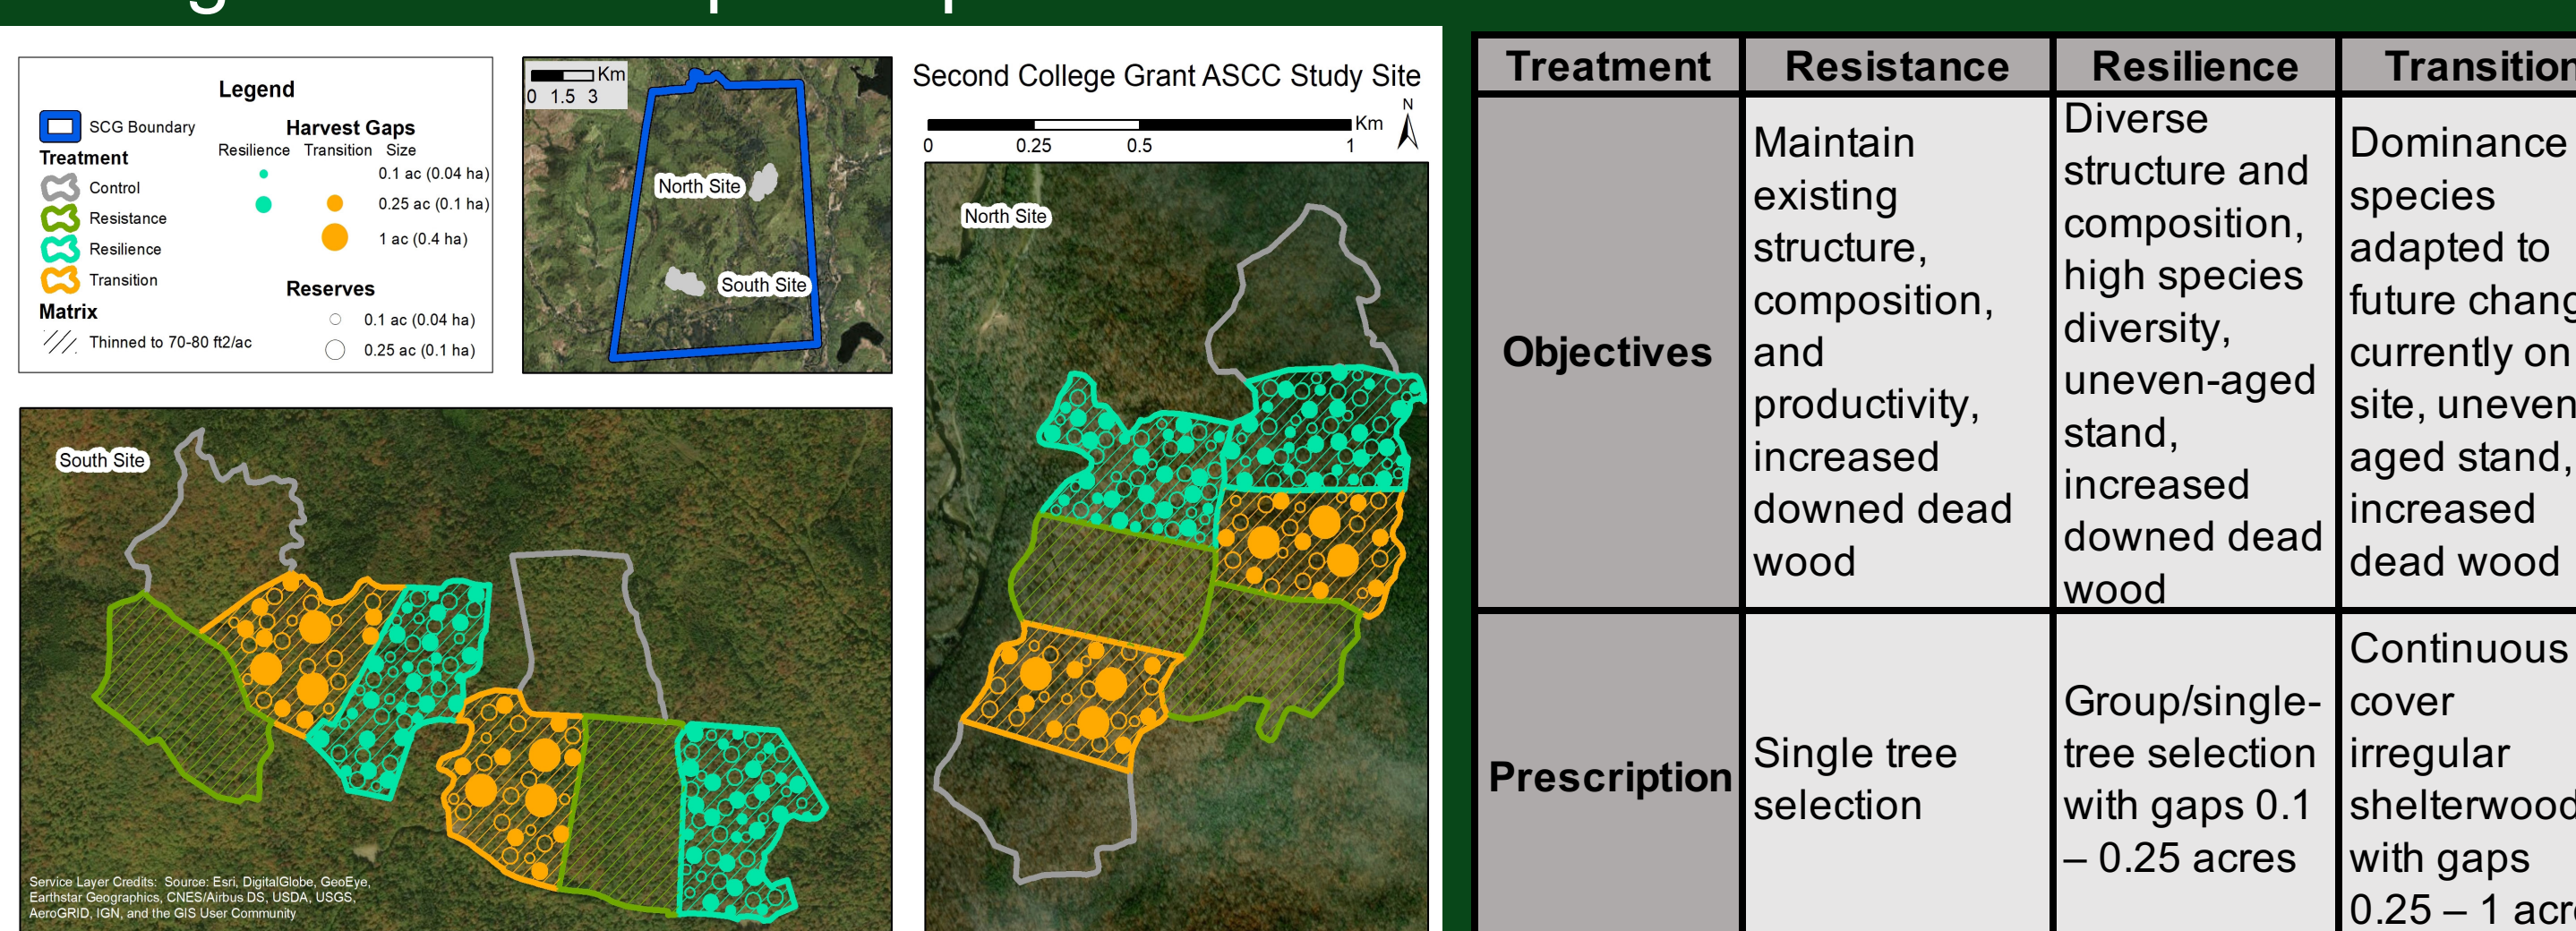 Legend
SCG Boundary
Treatment
Control
Resistance
Resilience
Transition
Matrix
Thinned to 70-80 ft2/ac
Harvest Gaps
Resilience Transition Size
0.1 ac (0.04 ha)
0.25 ac (0.1 ha)
1 ac (0.4 ha)
Reserves
0.1 ac (0.04 ha)
0.25 ac (0.1 ha)
Km
0 1.5 3
North Site
South Site
Second College Grant ASCC Study Site
N
Km
0 0.25 0.5 1
North Site
South Site
Service Layer Credits: Source: Esri, DigitalGlobe, GeoEye,
Earthstar Geographics, CNES/Airbus DS, USDA, USGS,
AeroGRID, IGN, and the GIS User Community
Treatment Resistance Resilience Transition
Objectives
Maintain
existing
structure,
composition,
and
productivity,
increased
downed dead
wood
Diverse
structure and
composition,
high species
diversity,
uneven-aged
stand,
increased
downed dead
wood
Dominance
species
adapted to
future
currently on
site, uneven
aged stand,
increased
dead wood
Prescription
Single tree
selection
Group/single-
tree selection
with gaps 0.1
– 0.25 acres
Continuous
cover
irregular
shelterwood
with gaps
0.25 – 1